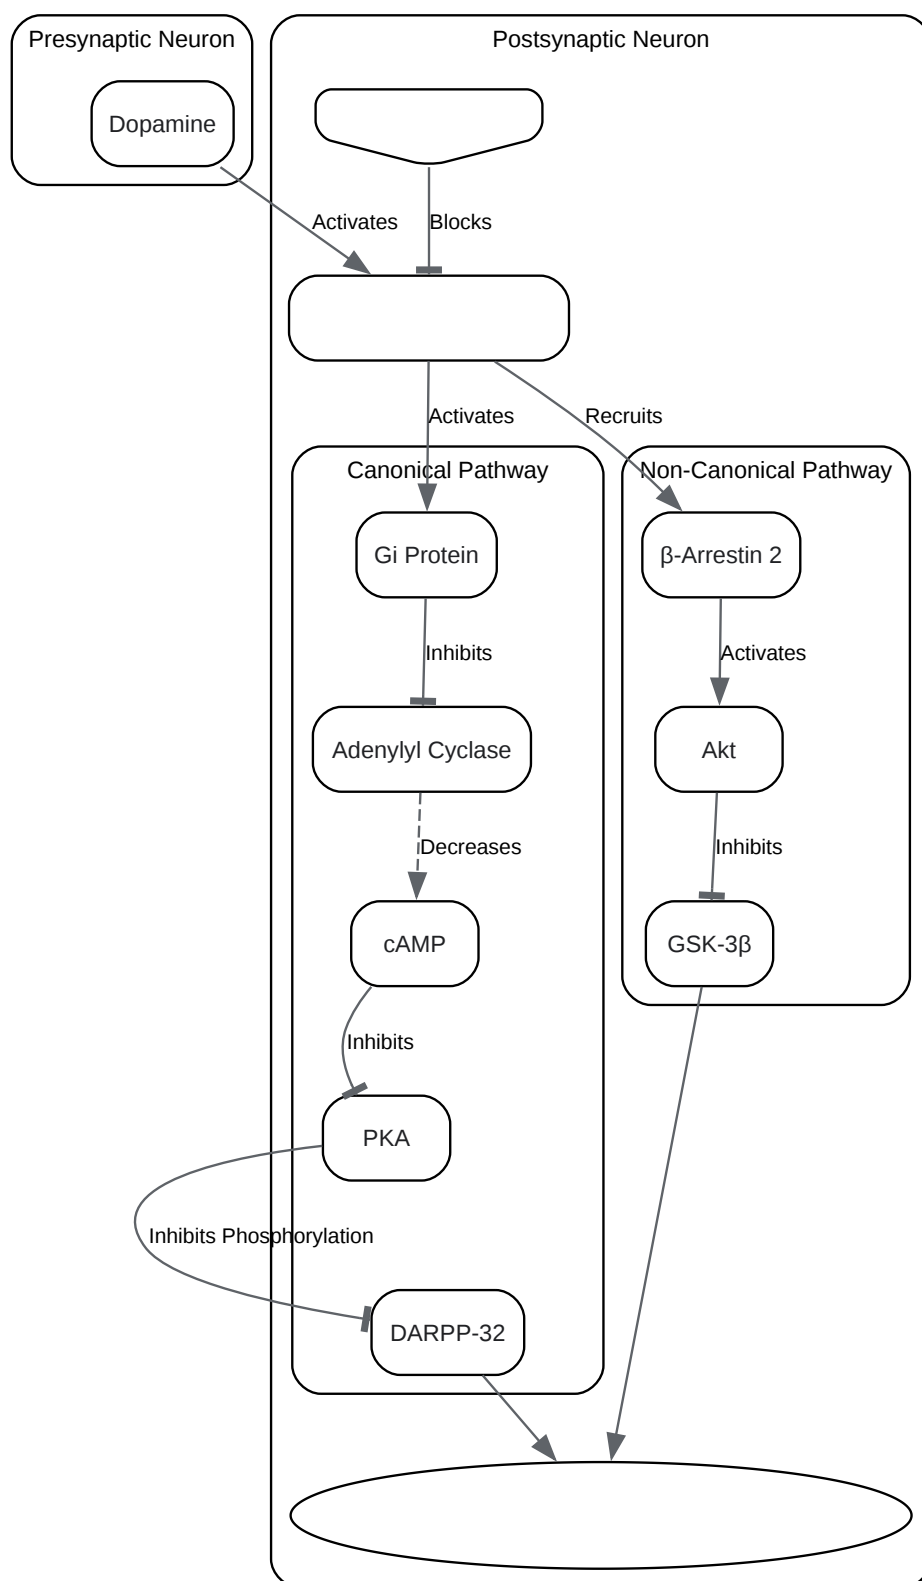 Presynaptic Neuron
Postsynaptic Neuron
Dopamine
Activates
Blocks
Activates
Recruits
Canonical Pathway
Non-Canonical Pathway
Gi Protein
β-Arrestin 2
Inhibits
Activates
Adenylyl Cyclase
Akt
Decreases
Inhibits
cAMP
GSK-3β
Inhibits
PKA
Inhibits Phosphorylation
DARPP-32